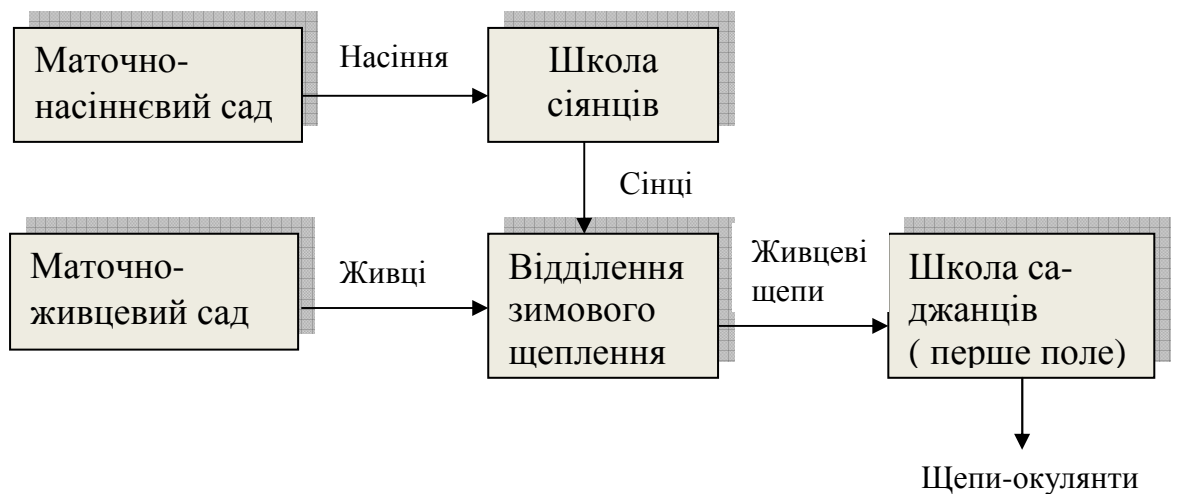 Маточно-
насіннєвий сад
Насіння
Школа
сіянців
Сінці
Маточно-
живцевий сад
Живці
Відділення
зимового
щеплення
Живцеві
щепи
Школа са-
джанців
( перше поле)
Щепи-окулянти